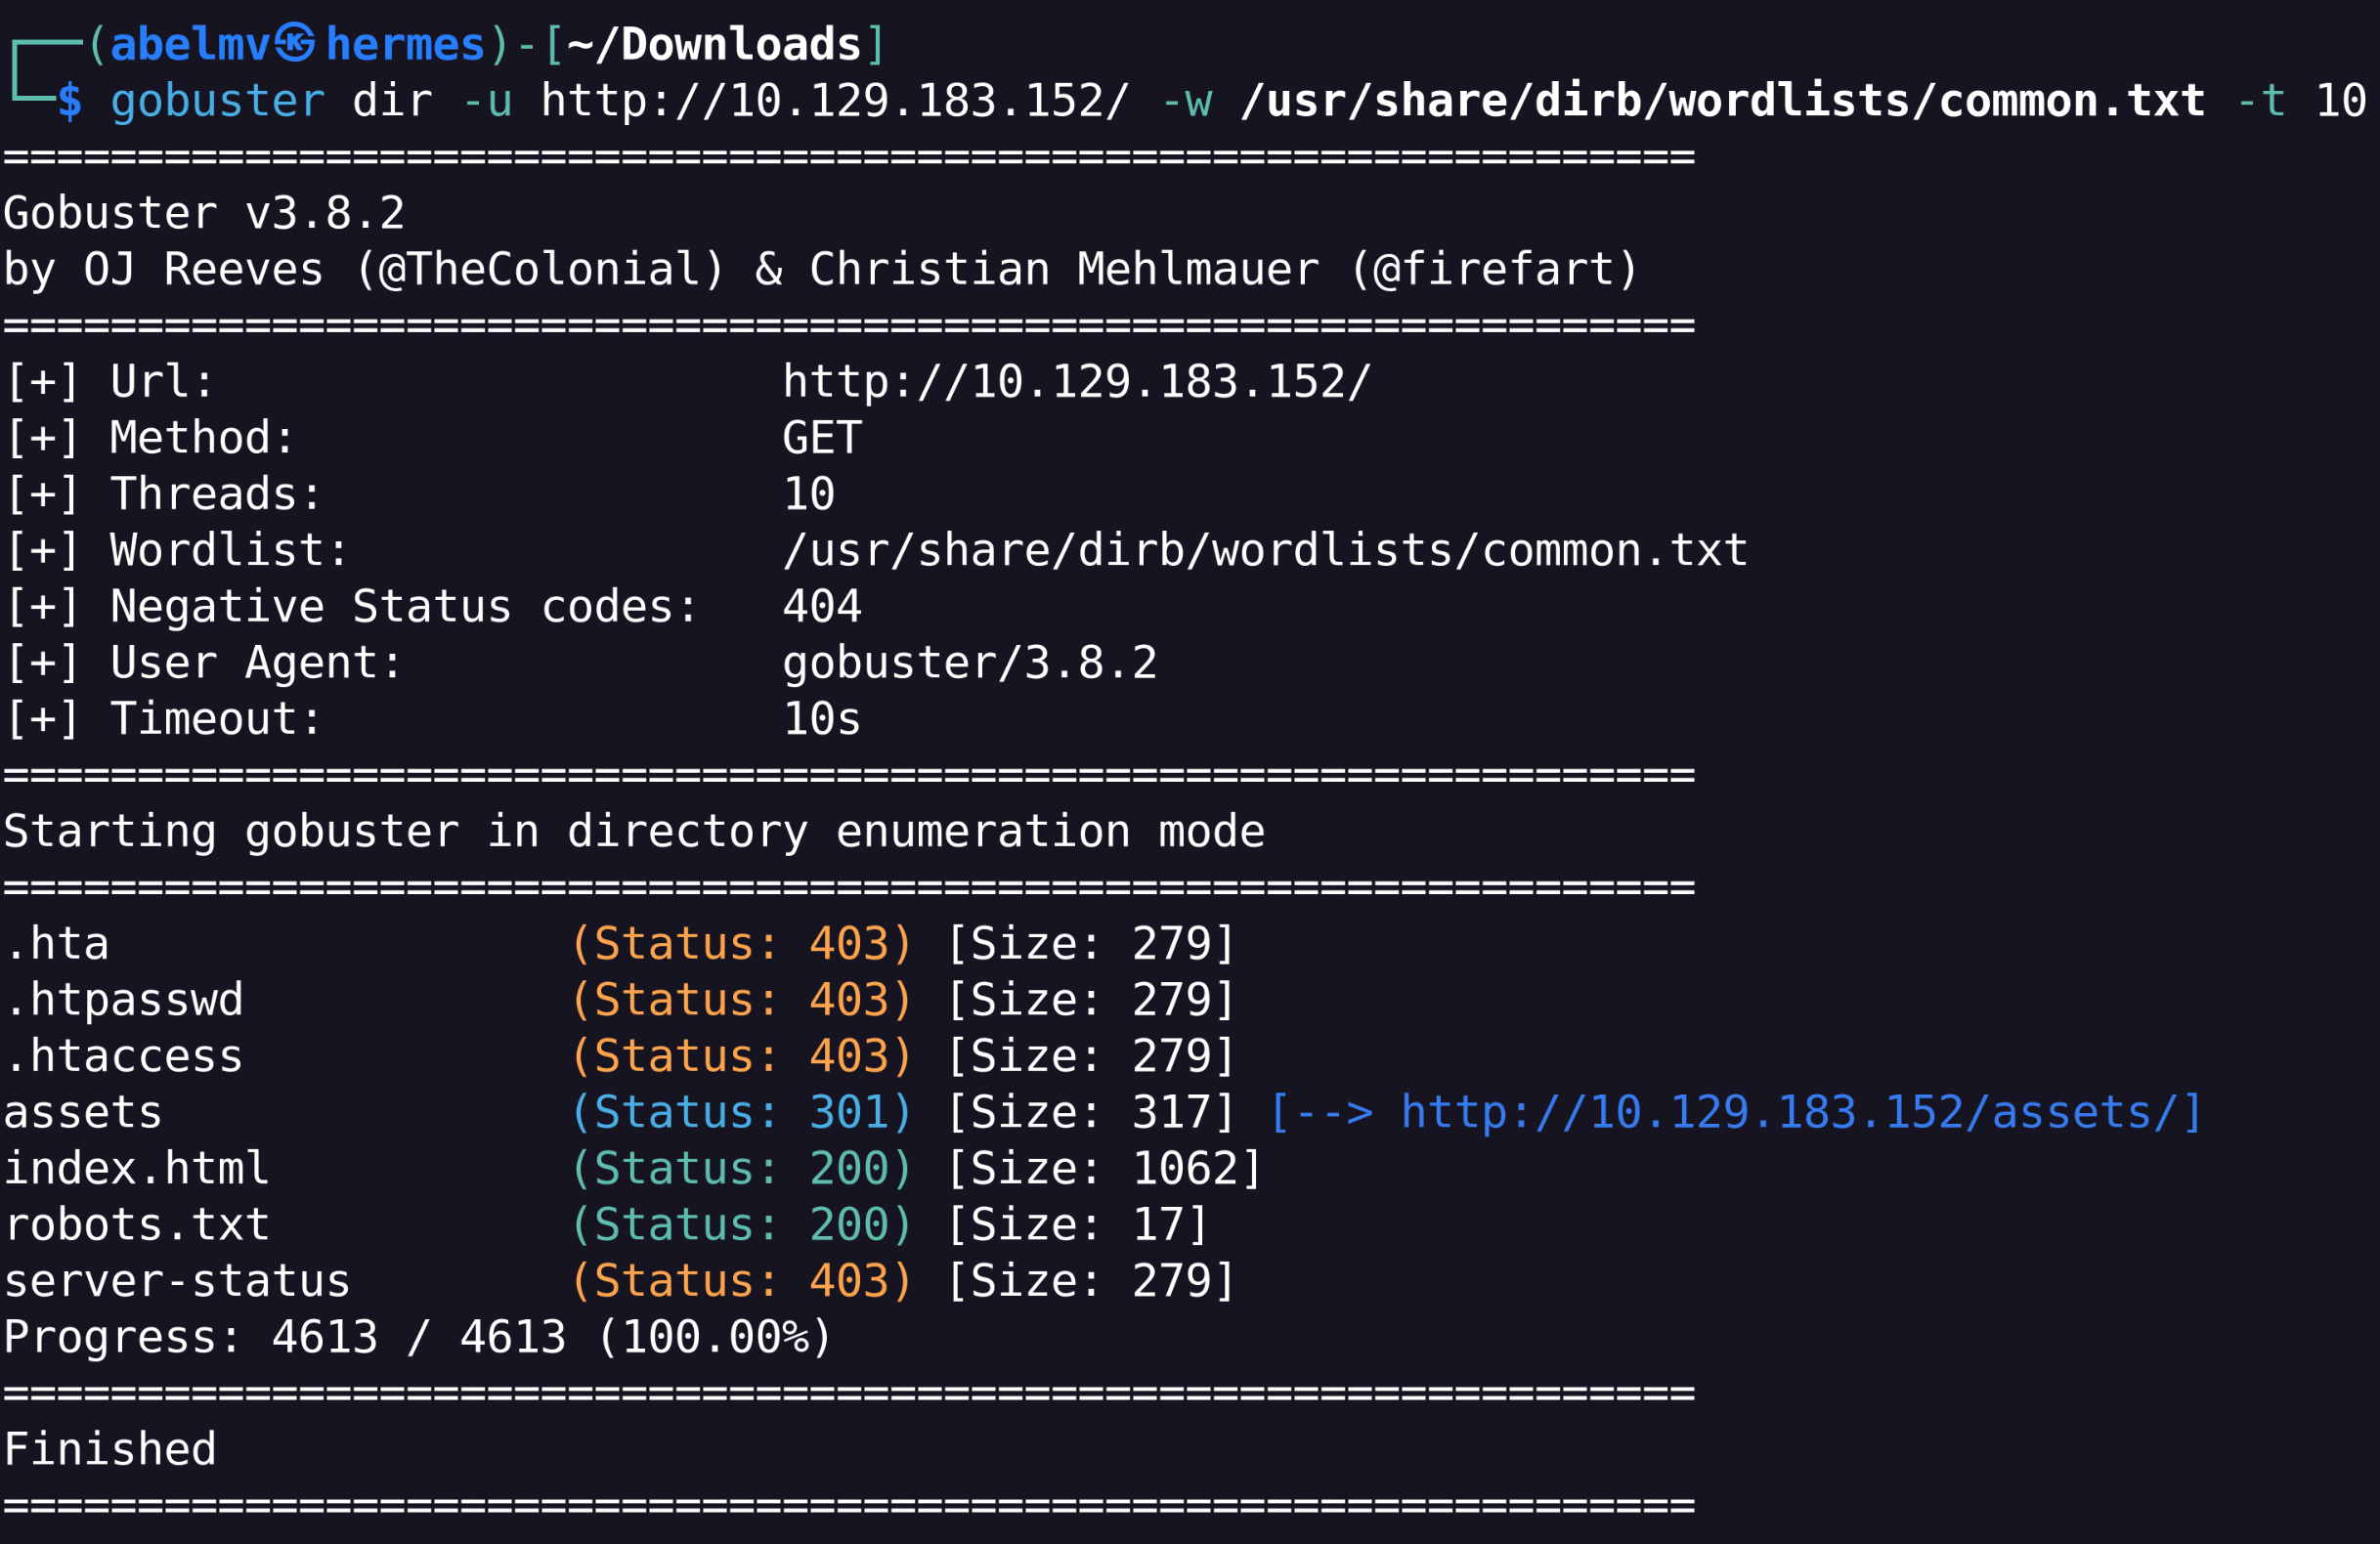 ┌──(abelmv㉿hermes)-[~/Downloads]
└─$ gobuster dir -u http://10.129.183.152/ -w /usr/share/dirb/wordlists/common.txt -t 10
===============================================================
Gobuster v3.8.2
by OJ Reeves (@TheColonial) & Christian Mehlmauer (@firefart)
===============================================================
[+] Url:                     http://10.129.183.152/
[+] Method:                  GET
[+] Threads:                 10
[+] Wordlist:                /usr/share/dirb/wordlists/common.txt
[+] Negative Status codes:   404
[+] User Agent:              gobuster/3.8.2
[+] Timeout:                 10s
===============================================================
Starting gobuster in directory enumeration mode
===============================================================
.hta                 (Status: 403) [Size: 279]
.htpasswd            (Status: 403) [Size: 279]
.htaccess            (Status: 403) [Size: 279]
assets               (Status: 301) [Size: 317] [--> http://10.129.183.152/assets/]
index.html           (Status: 200) [Size: 1062]
robots.txt           (Status: 200) [Size: 17]
server-status        (Status: 403) [Size: 279]
Progress: 4613 / 4613 (100.00%)
===============================================================
Finished
===============================================================